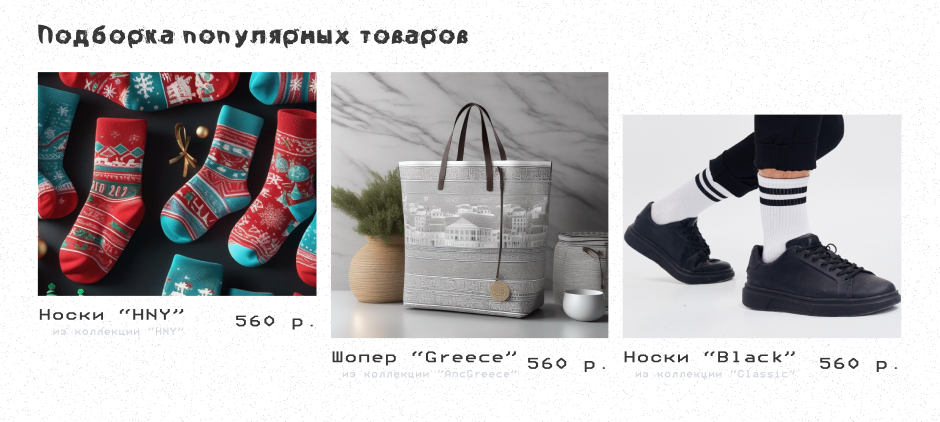 Подборка популярных товаров
Носки "HNY"
из коллекции "HNY"
560 р.
Шопер "Greece"
из коллекции "AncGreece"
560 р.
Носки "Black"
из коллекции "Classic"
560 р.